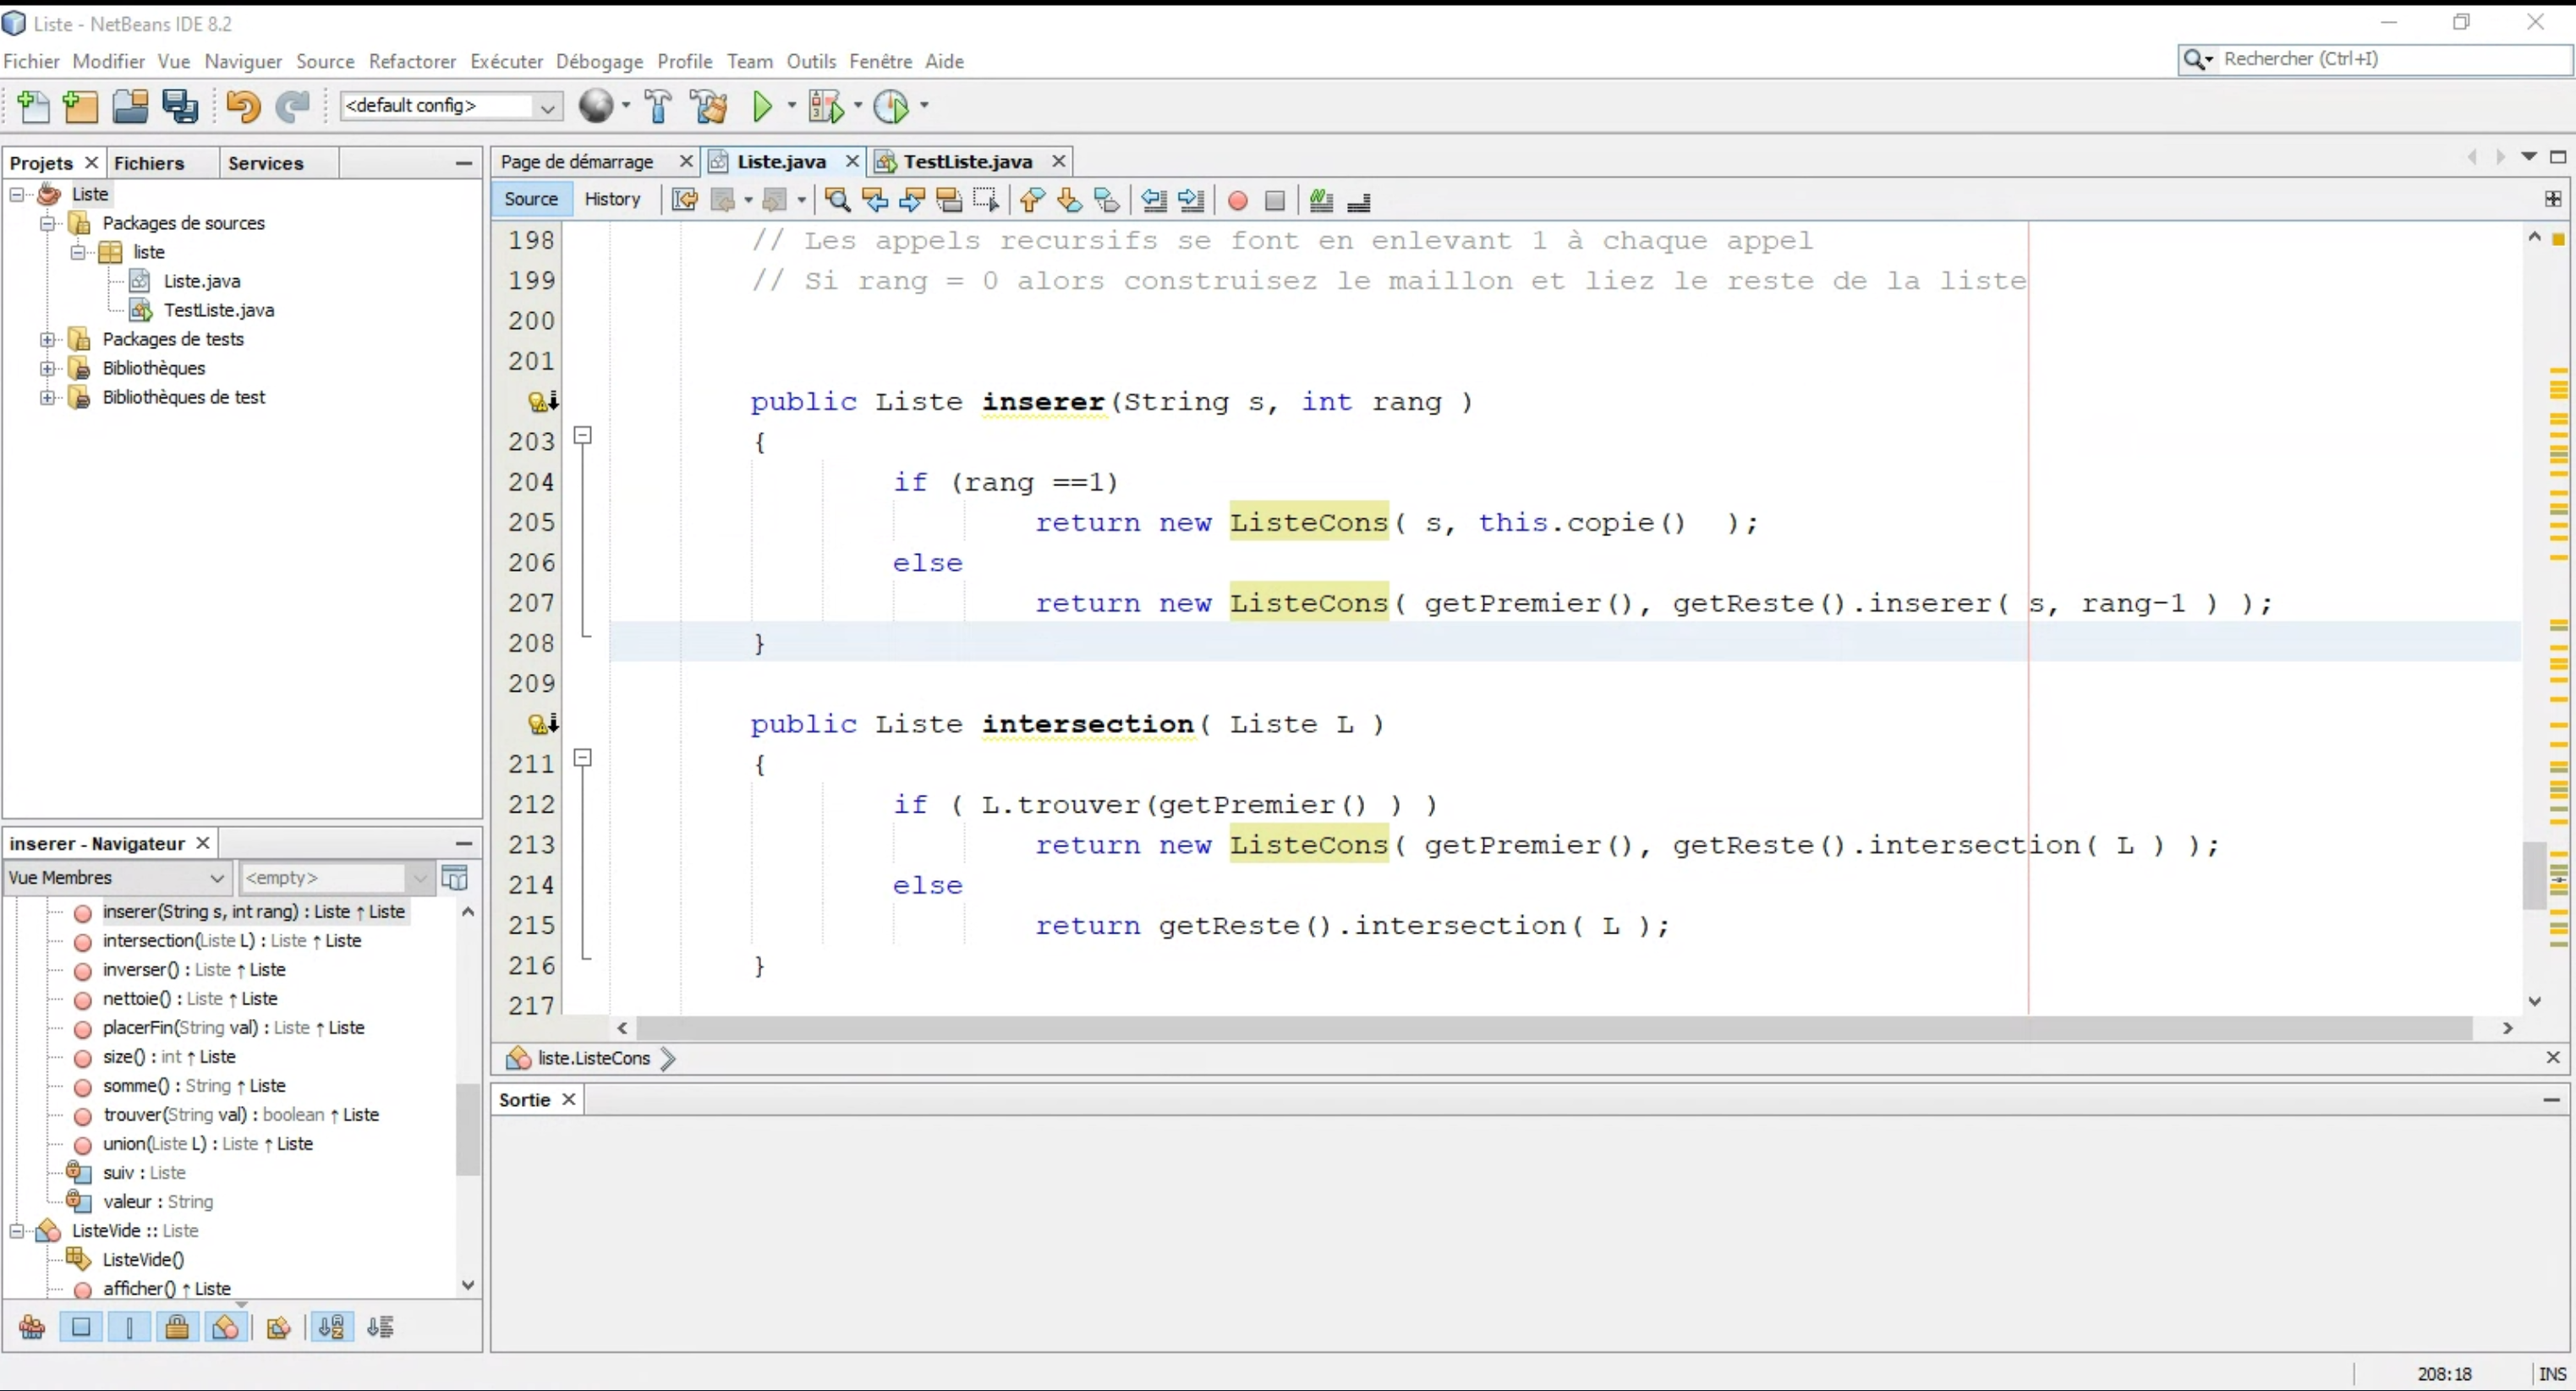 Liste - NetBeans IDE 8.2
Fichier Modifier Vue Naviguer Source Refactorer Exécuter Débogage Profile Team Outils Fenêtre Aide
Rechercher (Ctrl+I)
<default config>
Projets Fichiers Services
Liste
Packages de sources
liste
Liste.java
TestListe.java
Packages de tests
Bibliothèques
Bibliothèques de test
inserer - Navigateur
Vue Membres <empty>
inserer(String s, int rang) : Liste ↑ Liste
intersection(Liste L) : Liste ↑ Liste
inverser() : Liste ↑ Liste
nettoie() : Liste ↑ Liste
placerFin(String val) : Liste ↑ Liste
size() : int ↑ Liste
somme() : String ↑ Liste
trouver(String val) : boolean ↑ Liste
union(Liste L) : Liste ↑ Liste
suiv : Liste
valeur : String
ListeVide :: Liste
ListeVide()
afficher() ↑ Liste
Page de démarrage Liste.java TestListe.java
Source History
198 // Les appels recursifs se font en enlevant 1 à chaque appel
199 // Si rang = 0 alors construisez le maillon et liez le reste de la liste
200
201
public Liste inserer(String s, int rang )
203 {
204 if (rang ==1)
205 return new ListeCons( s, this.copie()  );
206 else
207 return new ListeCons( getPremier(), getReste().inserer( s, rang-1 ) );
208 }
209
public Liste intersection( Liste L )
211 {
212 if ( L.trouver(getPremier() ) )
213 return new ListeCons( getPremier(), getReste().intersection( L ) );
214 else
215 return getReste().intersection( L );
216 }
217
liste.ListeCons
Sortie
208:18 INS